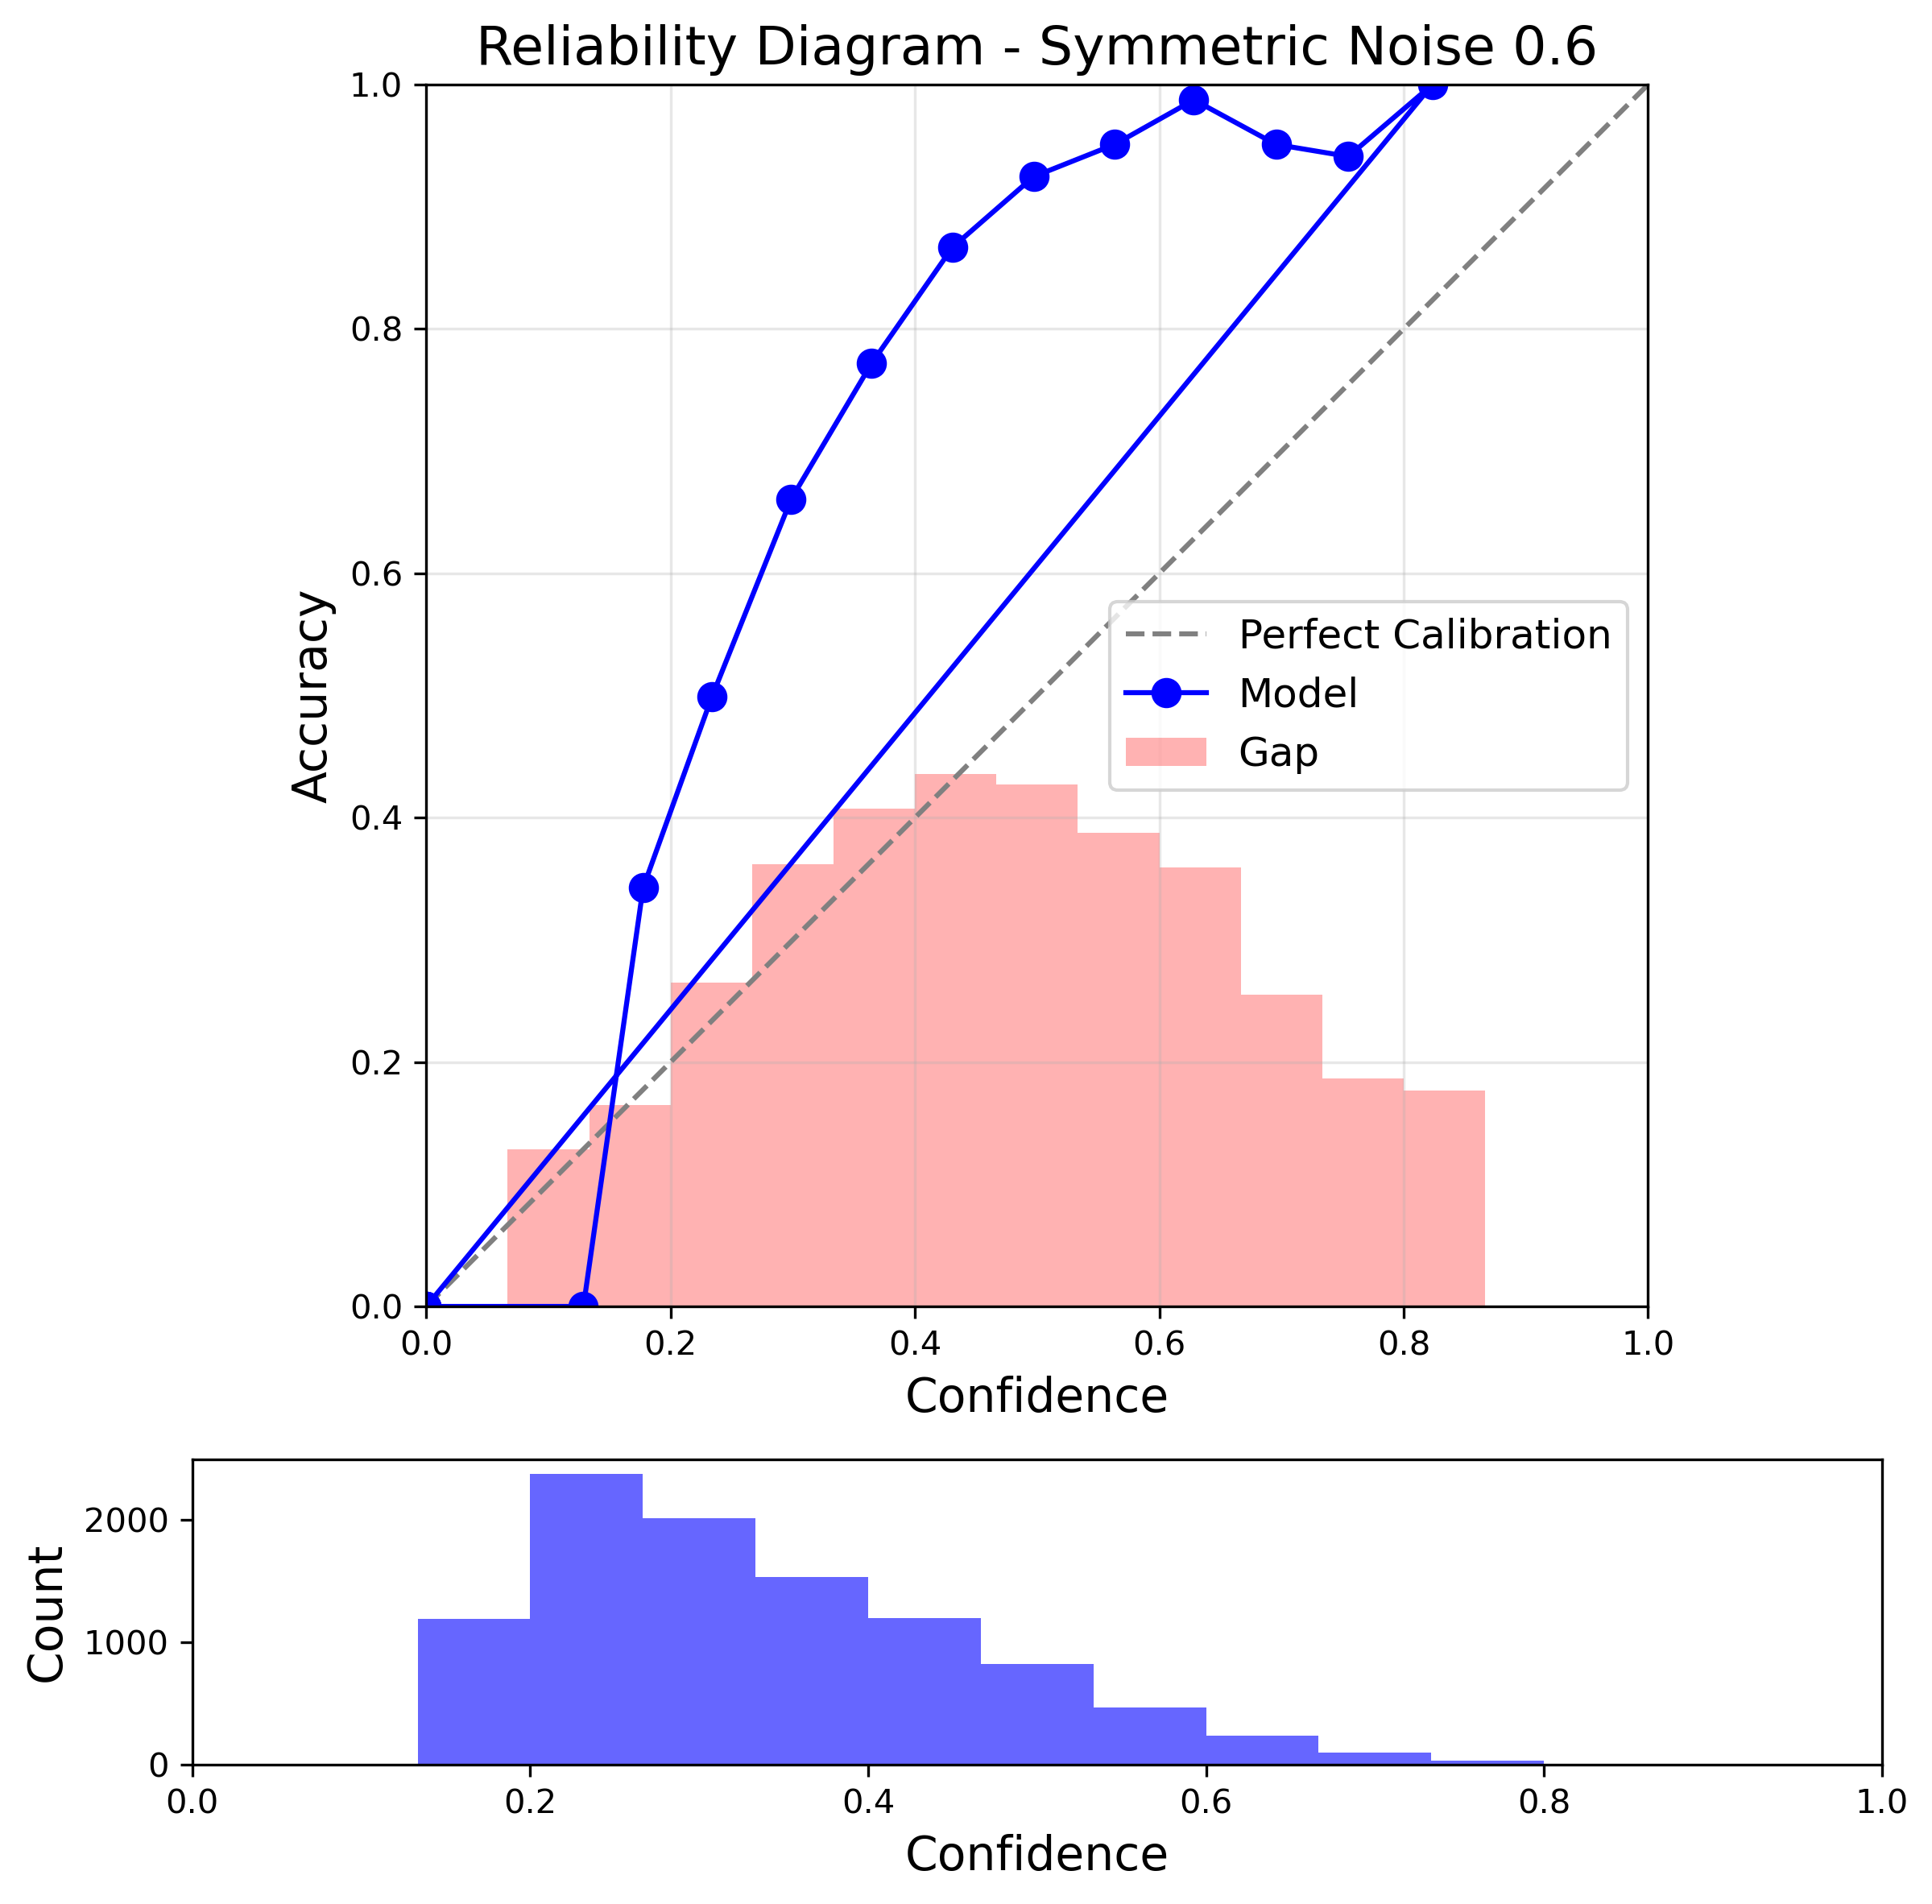 Reliability Diagram - Symmetric Noise 0.6
1.0
0.8
0.6
0.4
0.2
0.0
Accuracy
Perfect Calibration
Model
Gap
0.0 0.2 0.4 0.6 0.8 1.0
Confidence
2000
1000
0
Count
0.0 0.2 0.4 0.6 0.8 1.0
Confidence